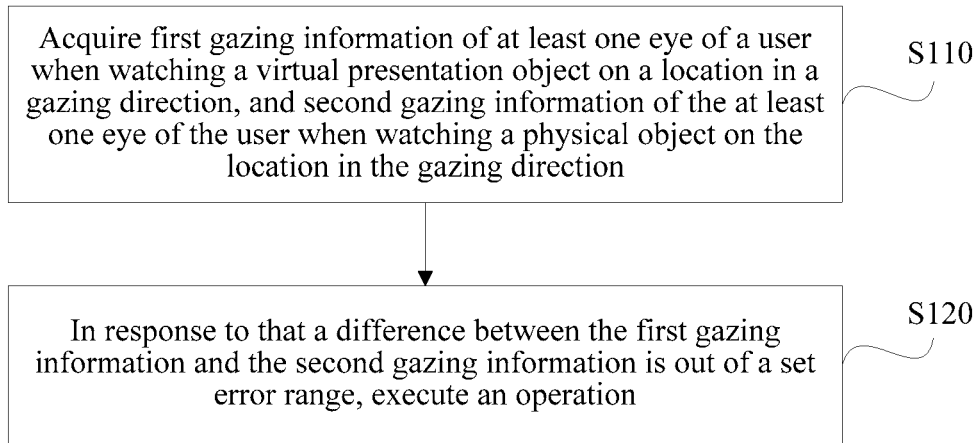 Acquire first gazing information of at least one eye of a user
when watching a virtual presentation object on a location in a
gazing direction, and second gazing information of the at least
one eye of the user when watching a physical object on the
location in the gazing direction
S110
In response to that a difference between the first gazing
information and the second gazing information is out of a set
error range, execute an operation
S120